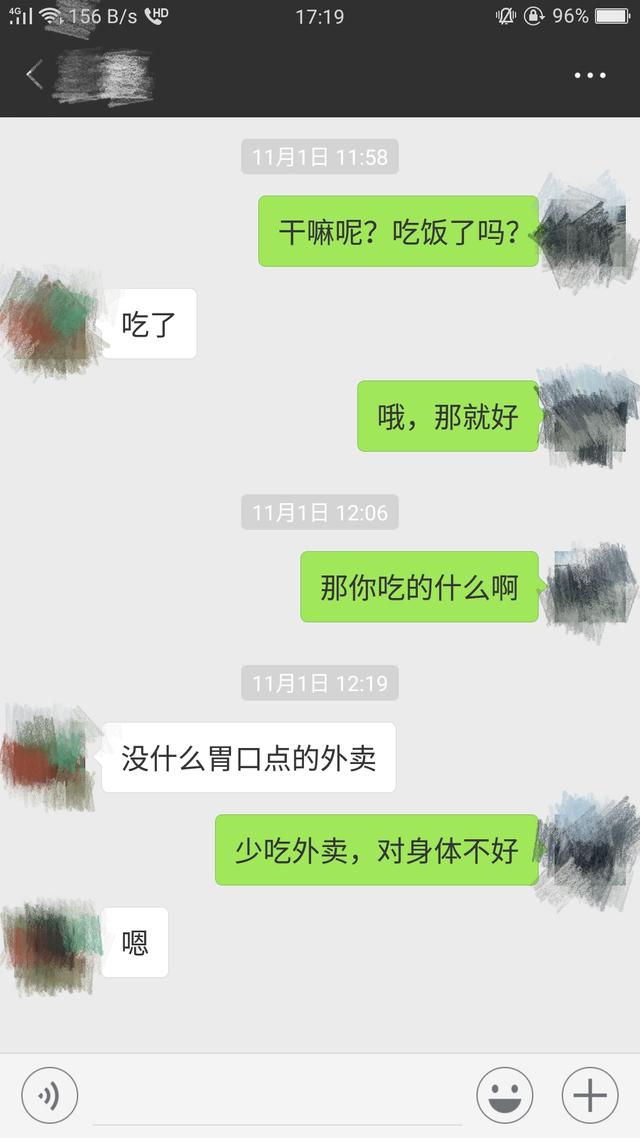 4G 156 B/s HD 17:19 96%
11月1日 11:58
干嘛呢？吃饭了吗？
吃了
哦，那就好
11月1日 12:06
那你吃的什么啊
11月1日 12:19
没什么胃口点的外卖
少吃外卖，对身体不好
嗯